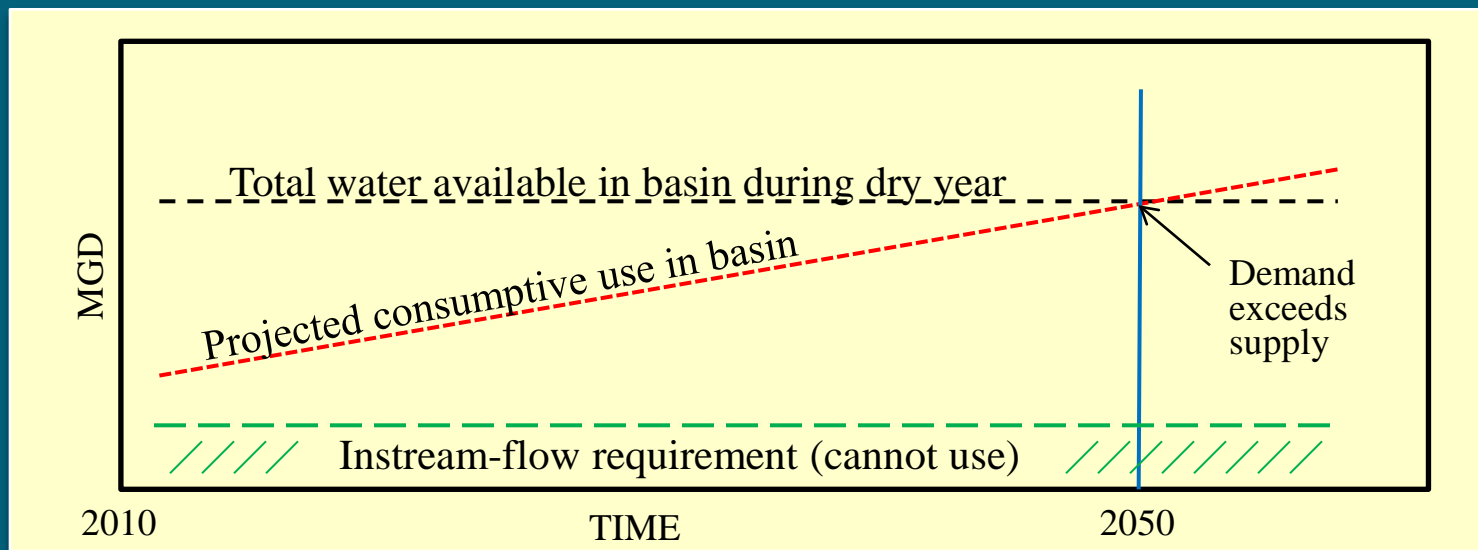 Total water available in basin during dry year
Projected consumptive use in basin
MGD
Demand
exceeds
supply
Instream-flow requirement (cannot use)
2010
TIME
2050